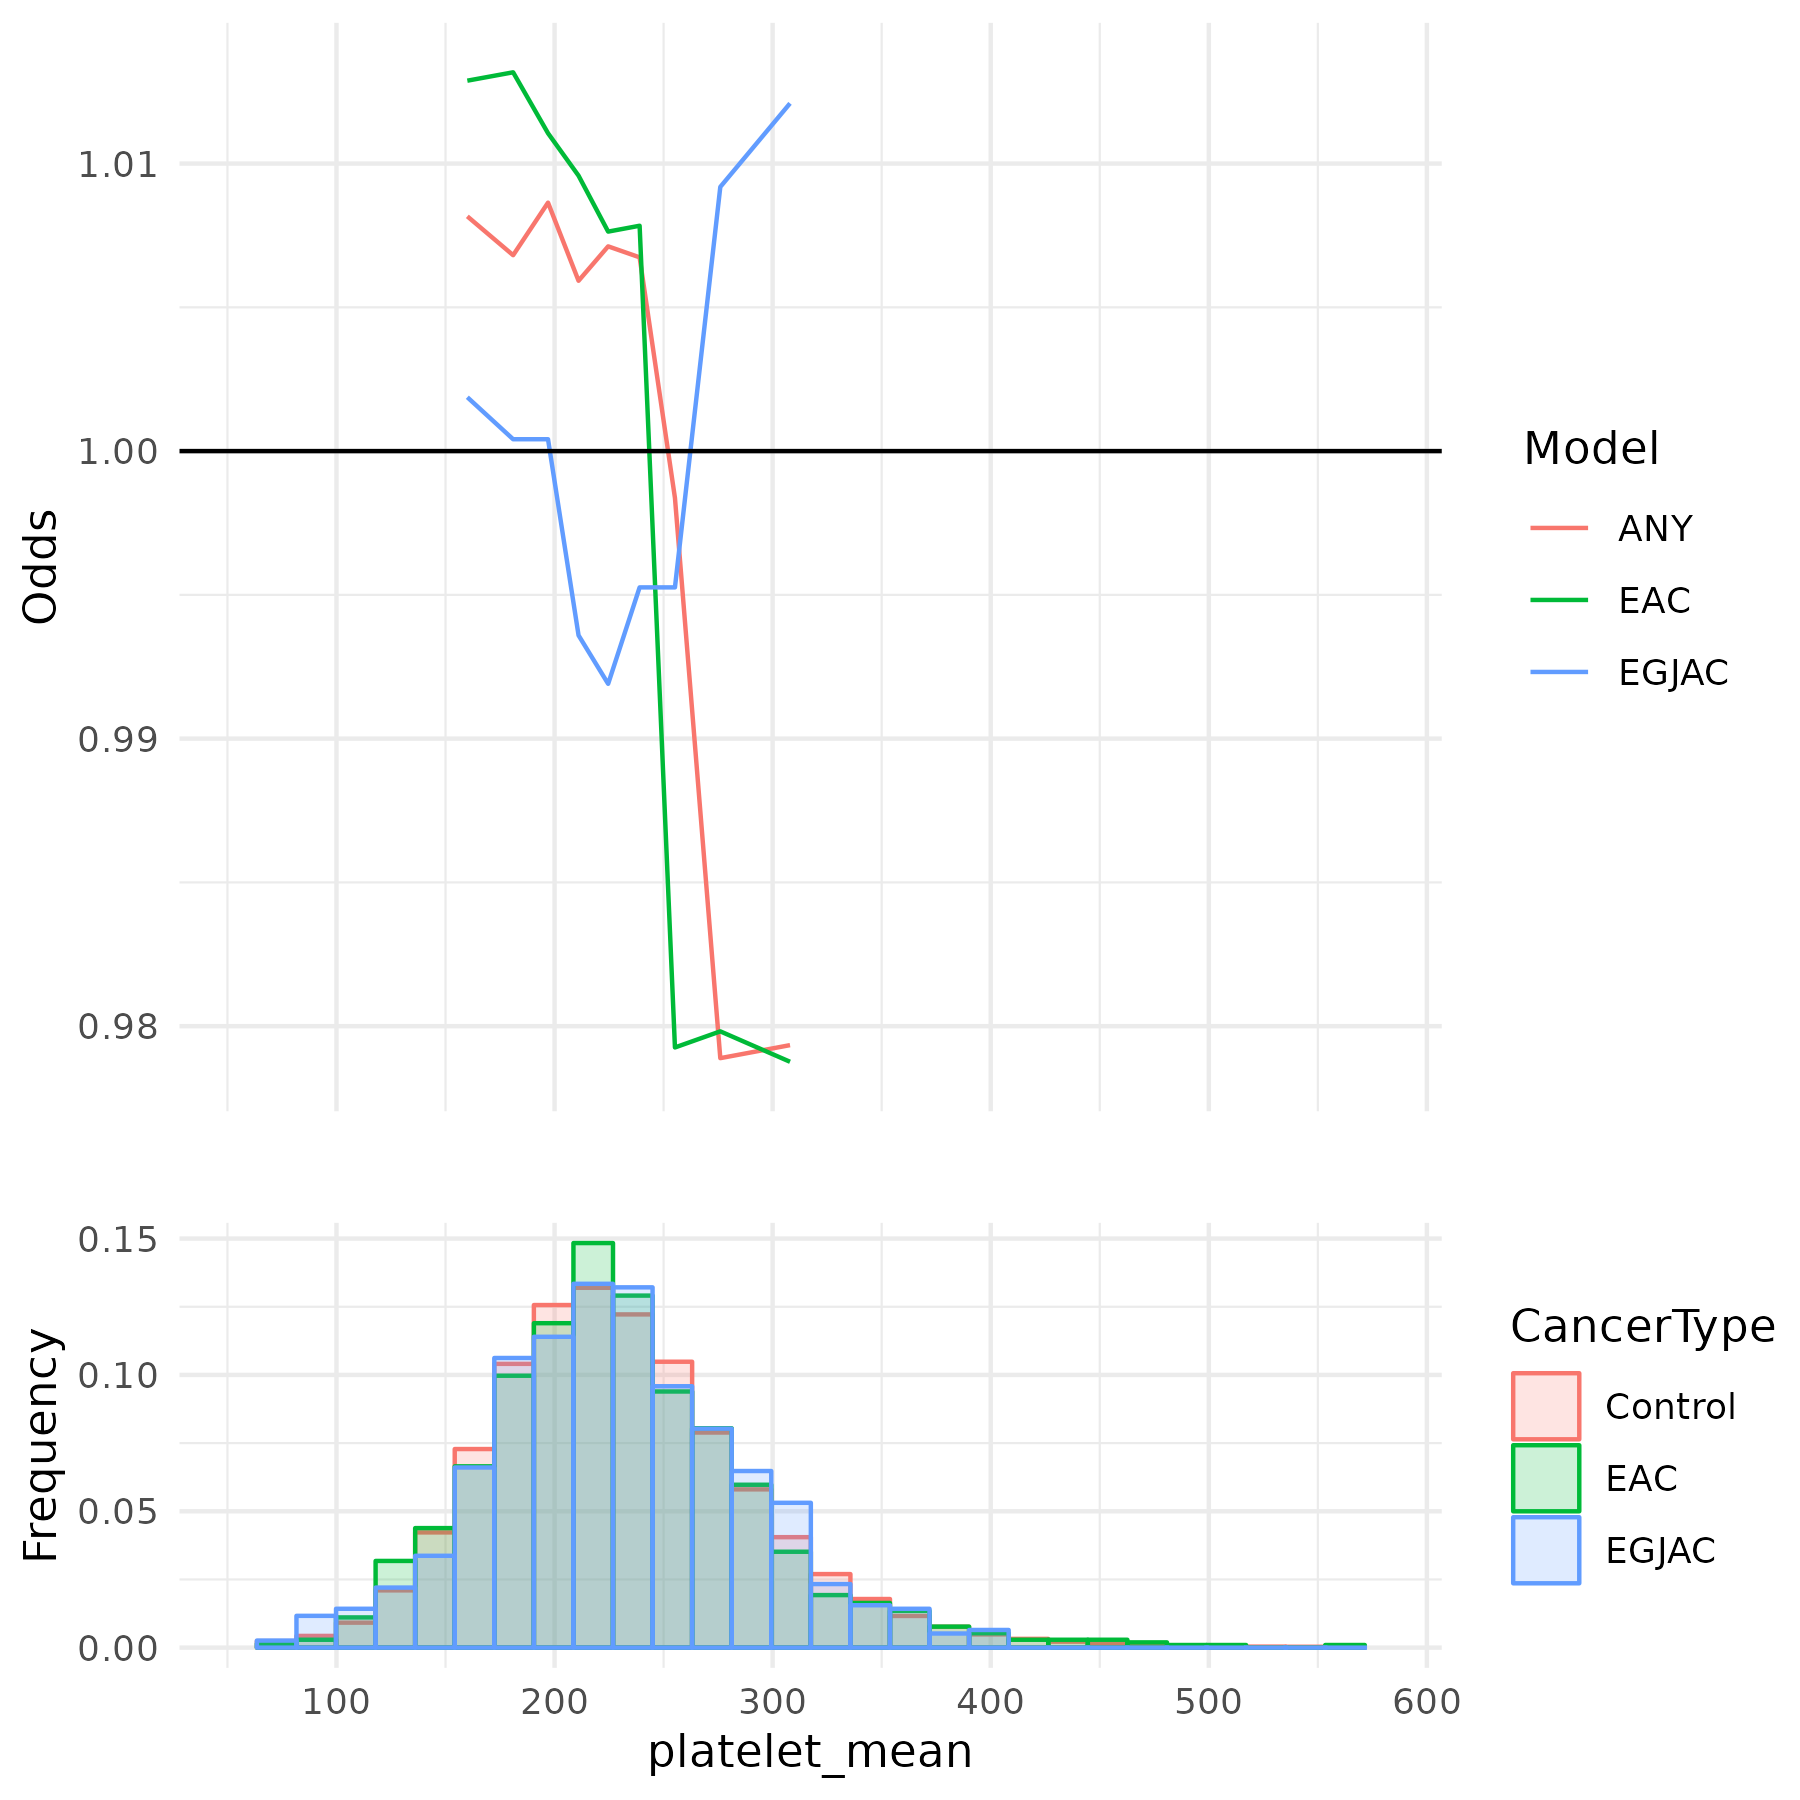 1.01
1.00
0.99
0.98
Odds
Model
ANY
EAC
EGJAC
0.15
0.10
0.05
0.00
Frequency
100 200 300 400 500 600
platelet_mean
CancerType
Control
EAC
EGJAC